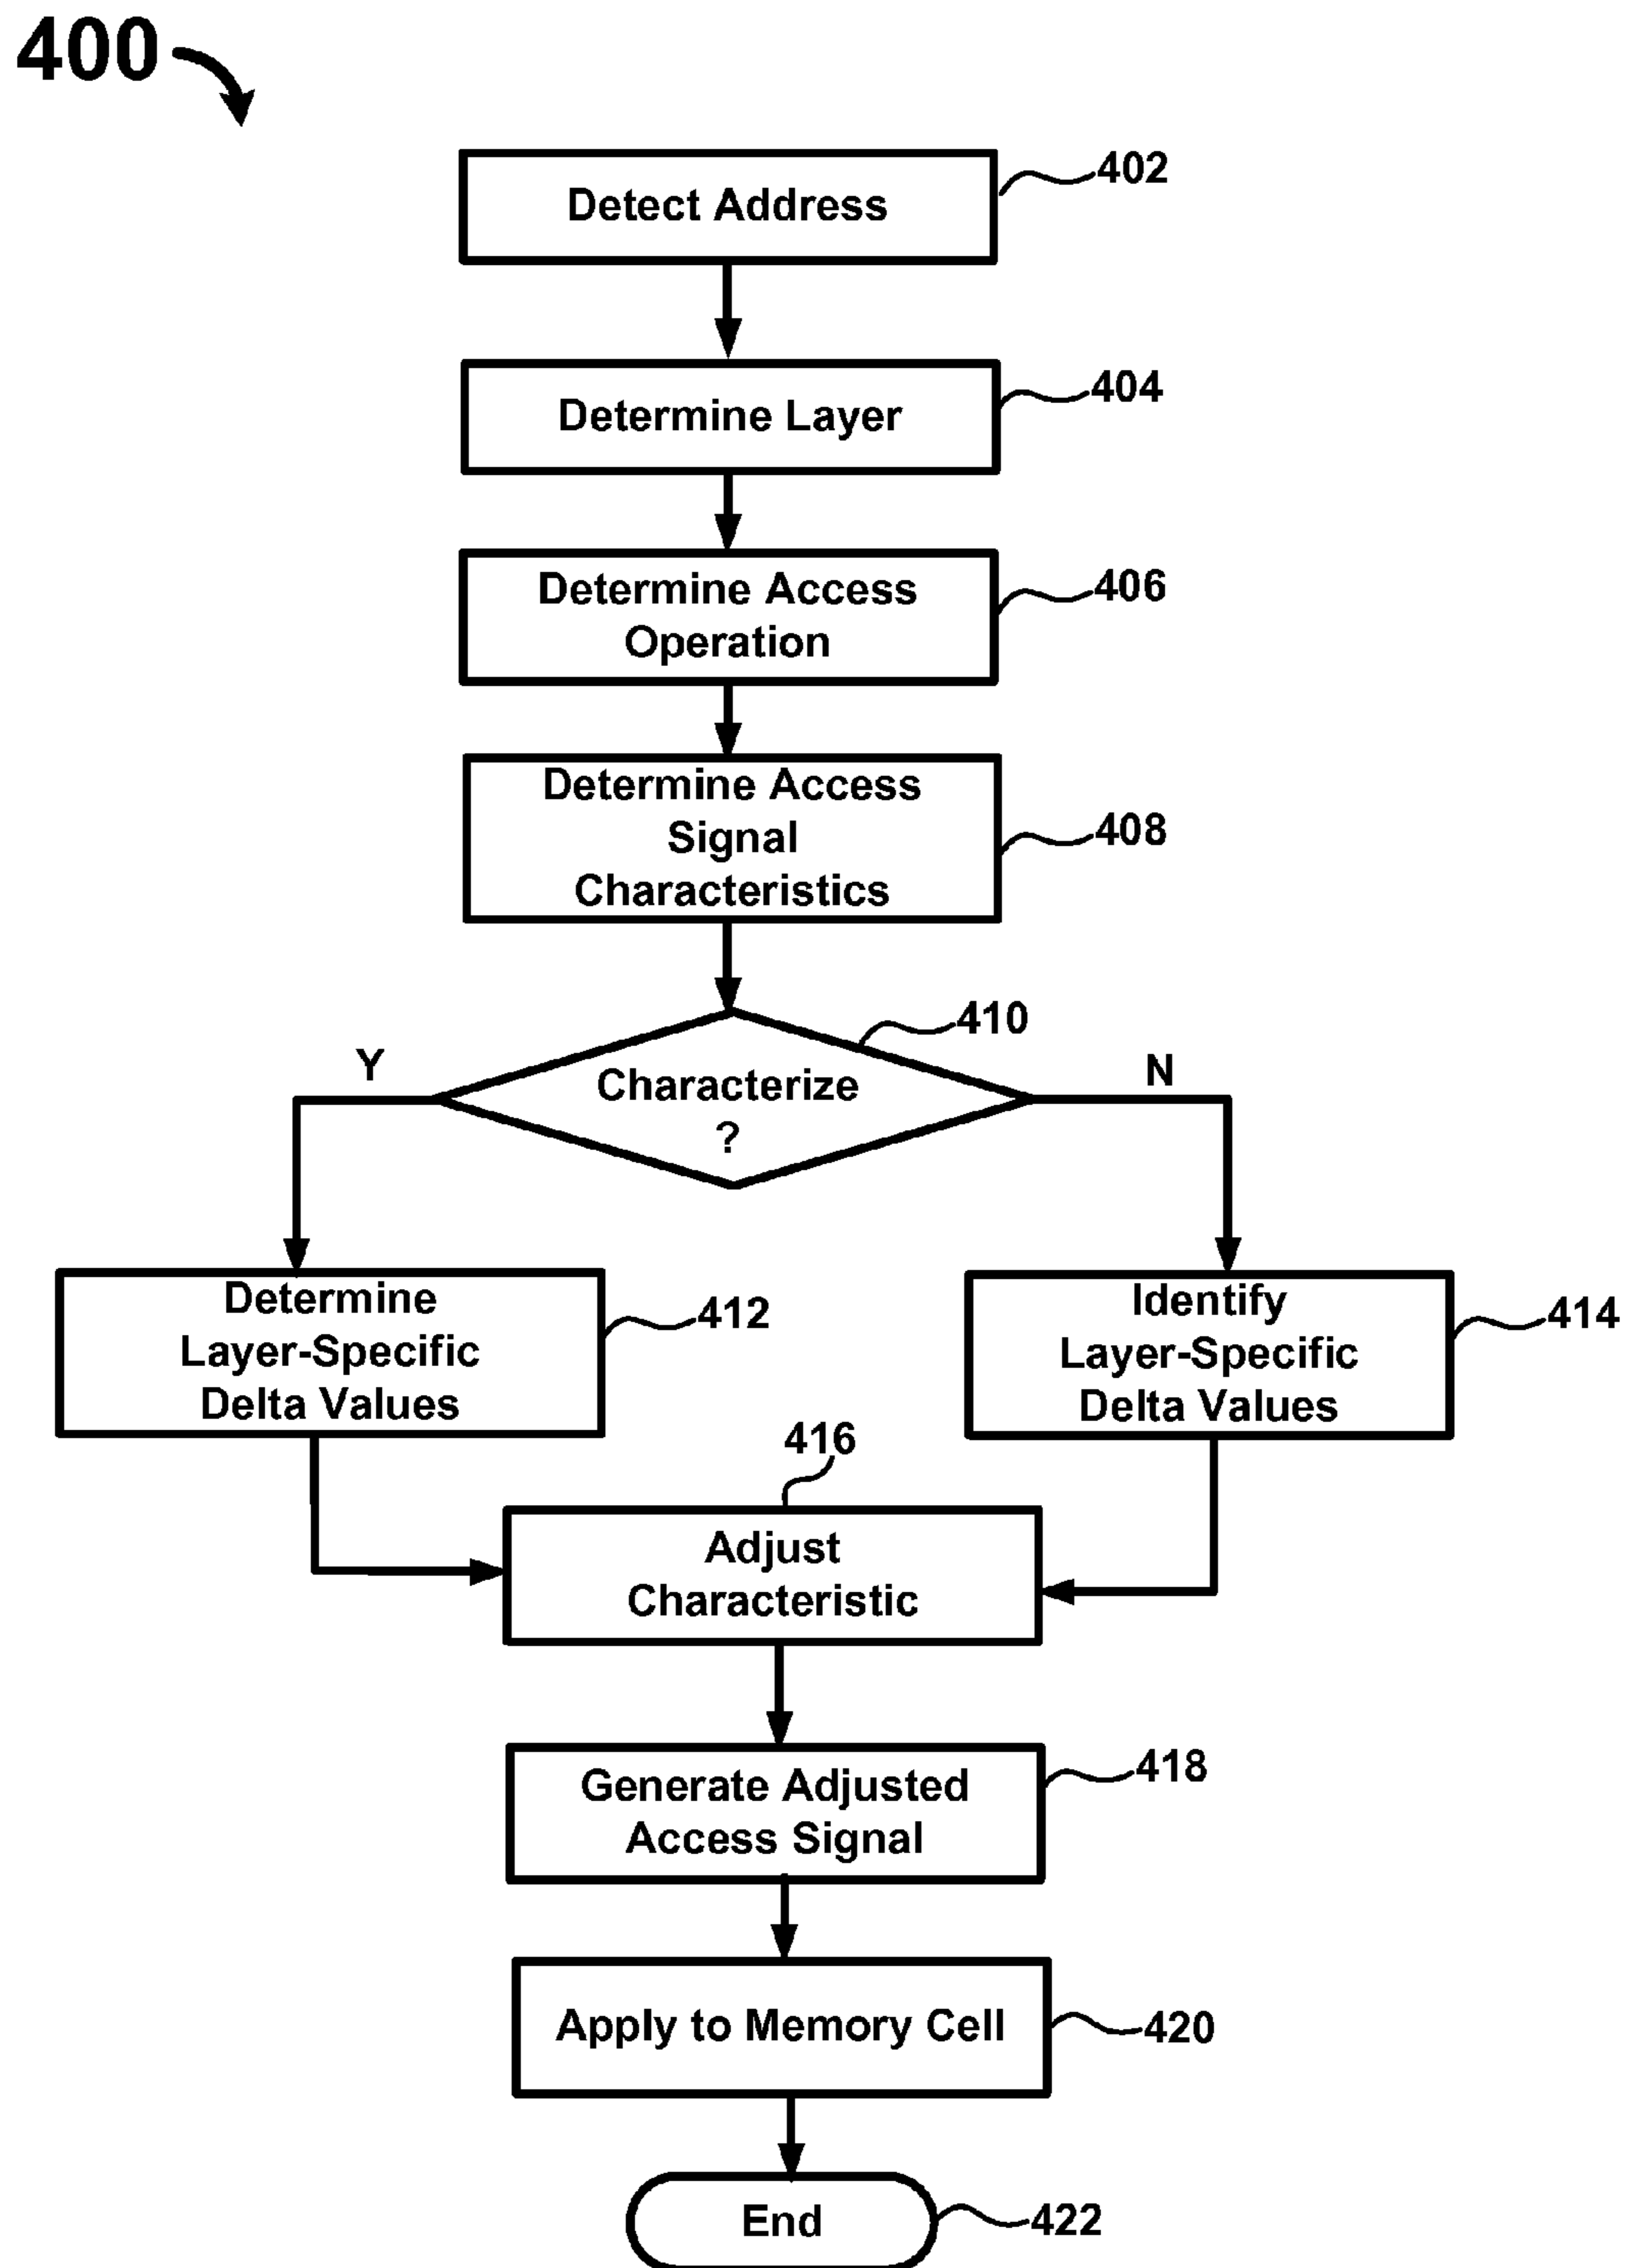 400
Detect Address
402
Determine Layer
404
Determine Access
Operation
406
Determine Access
Signal
Characteristics
408
410
Y
Characterize
?
N
Determine
Layer-Specific
Delta Values
412
Identify
Layer-Specific
Delta Values
414
416
Adjust
Characteristic
Generate Adjusted
Access Signal
418
Apply to Memory Cell
420
End
422